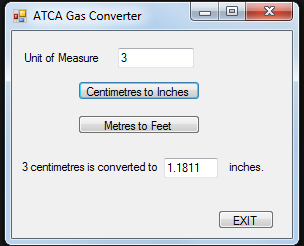 ATCA Gas Converter
Unit of Measure 3
Centimetres to Inches
Metres to Feet
3 centimetres is converted to 1.1811 inches.
EXIT